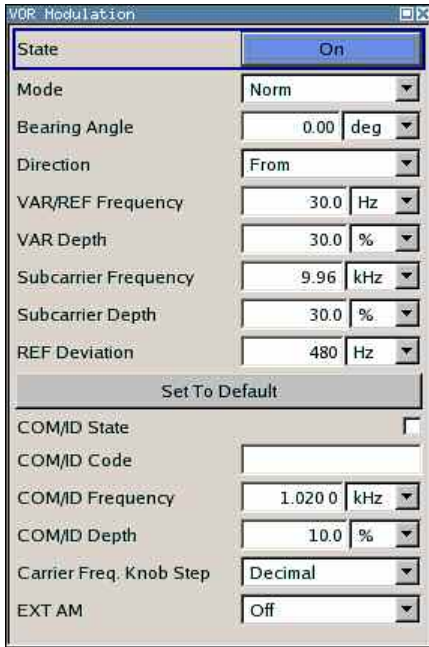 VOR Modulation
State On
Mode Norm
Bearing Angle 0.00 deg
Direction From
VAR/REF Frequency 30.0 Hz
VAR Depth 30.0 %
Subcarrier Frequency 9.96 kHz
Subcarrier Depth 30.0 %
REF Deviation 480 Hz
Set To Default
COM/ID State
COM/ID Code
COM/ID Frequency 1.020 0 kHz
COM/ID Depth 10.0 %
Carrier Freq. Knob Step Decimal
EXT AM Off